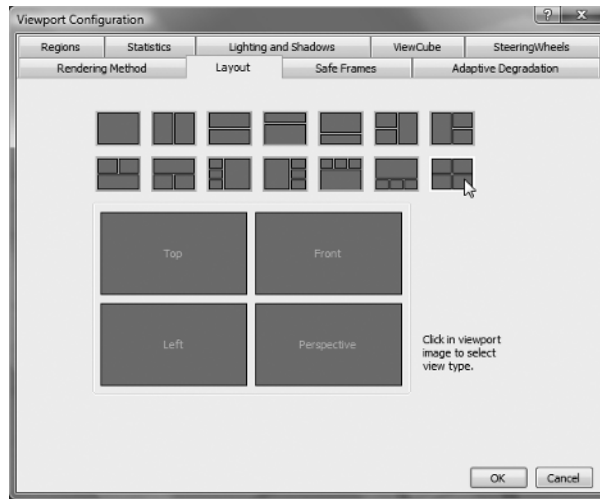 Viewport Configuration
?
X
Regions
Statistics
Lighting and Shadows
ViewCube
SteeringWheels
Rendering Method
Layout
Safe Frames
Adaptive Degradation
Top
Front
Left
Perspective
Click in viewport
image to select
view type.
OK
Cancel